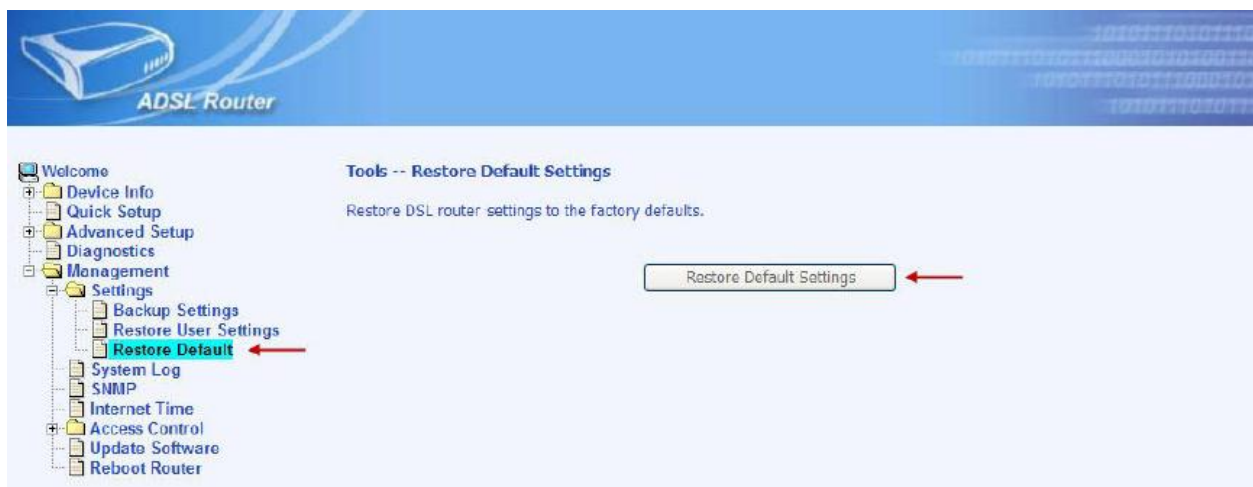 ADSL Router
Welcome
Device Info
Quick Setup
Advanced Setup
Diagnostics
Management
Settings
Backup Settings
Restore User Settings
Restore Default
System Log
SNMP
Internet Time
Access Control
Update Software
Reboot Router
Tools -- Restore Default Settings
Restore DSL router settings to the factory defaults.
Restore Default Settings